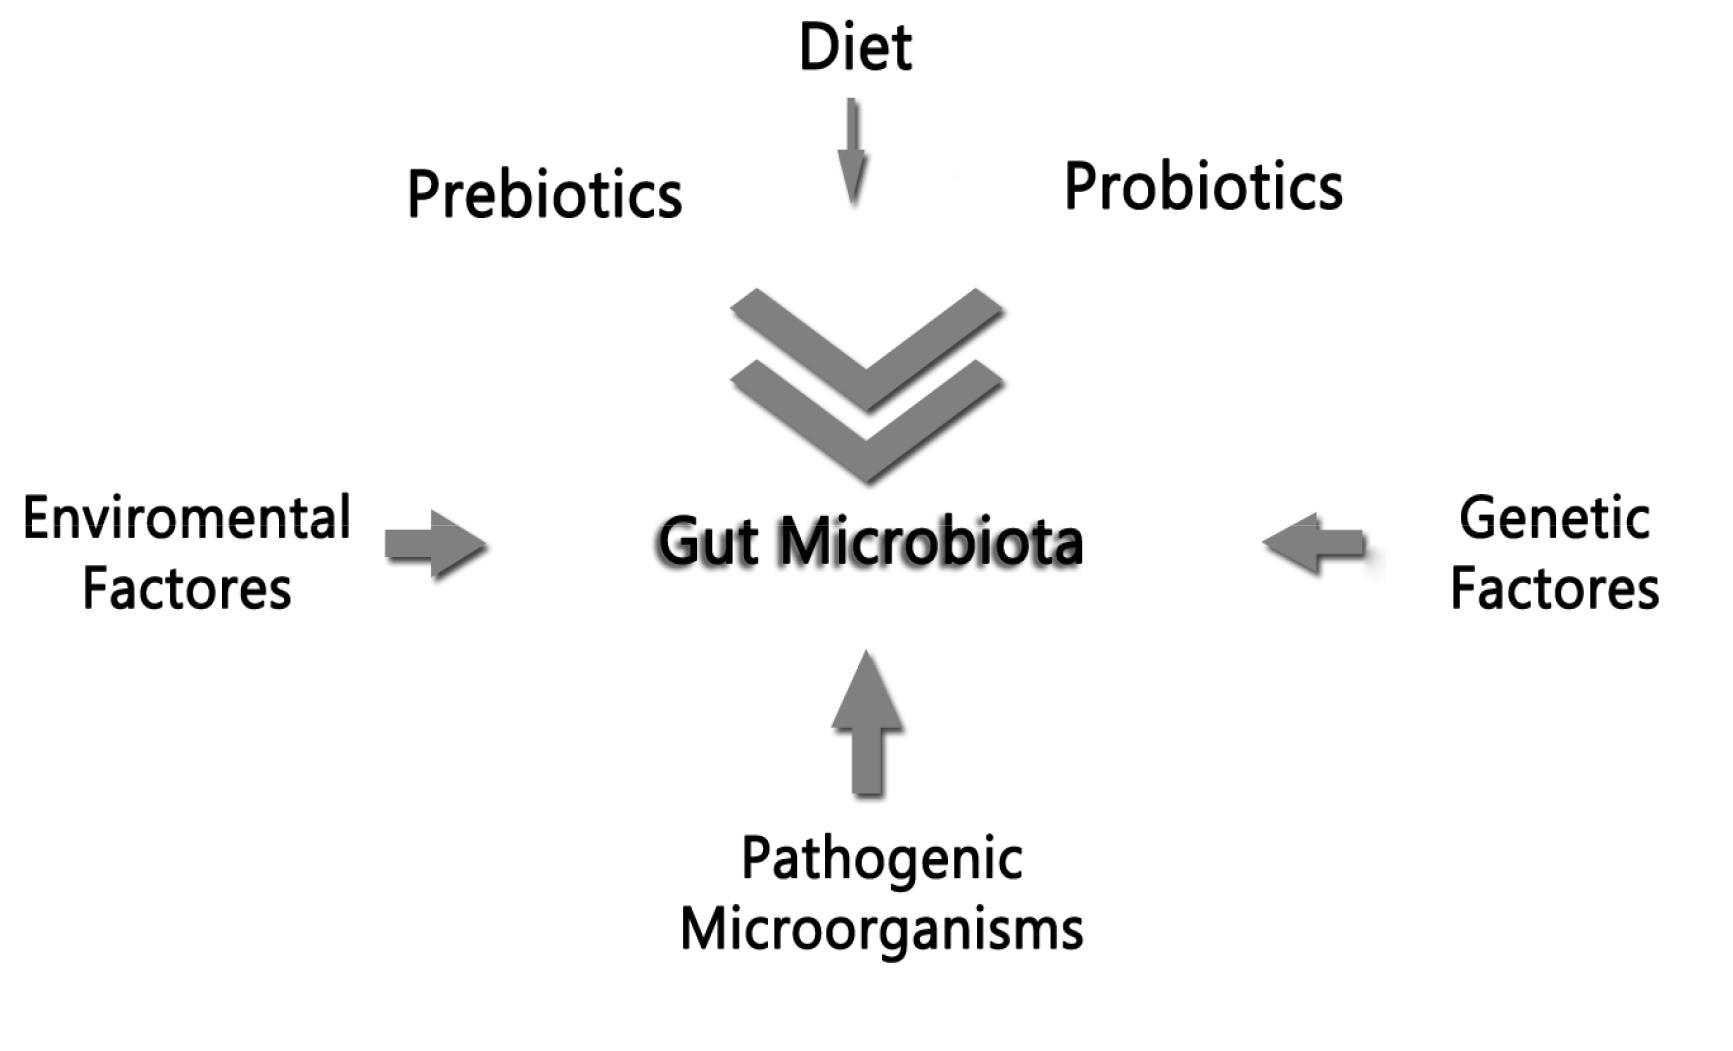 Diet
Prebiotics
Probiotics
Enviromental
Factores
Gut Microbiota
Genetic
Factores
Pathogenic
Microorganisms